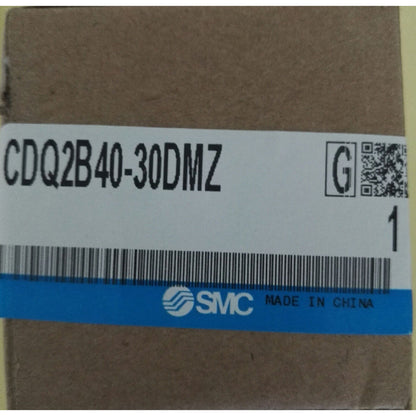 CDQ2B40-30DMZ G
1
SMC MADE IN CHINA